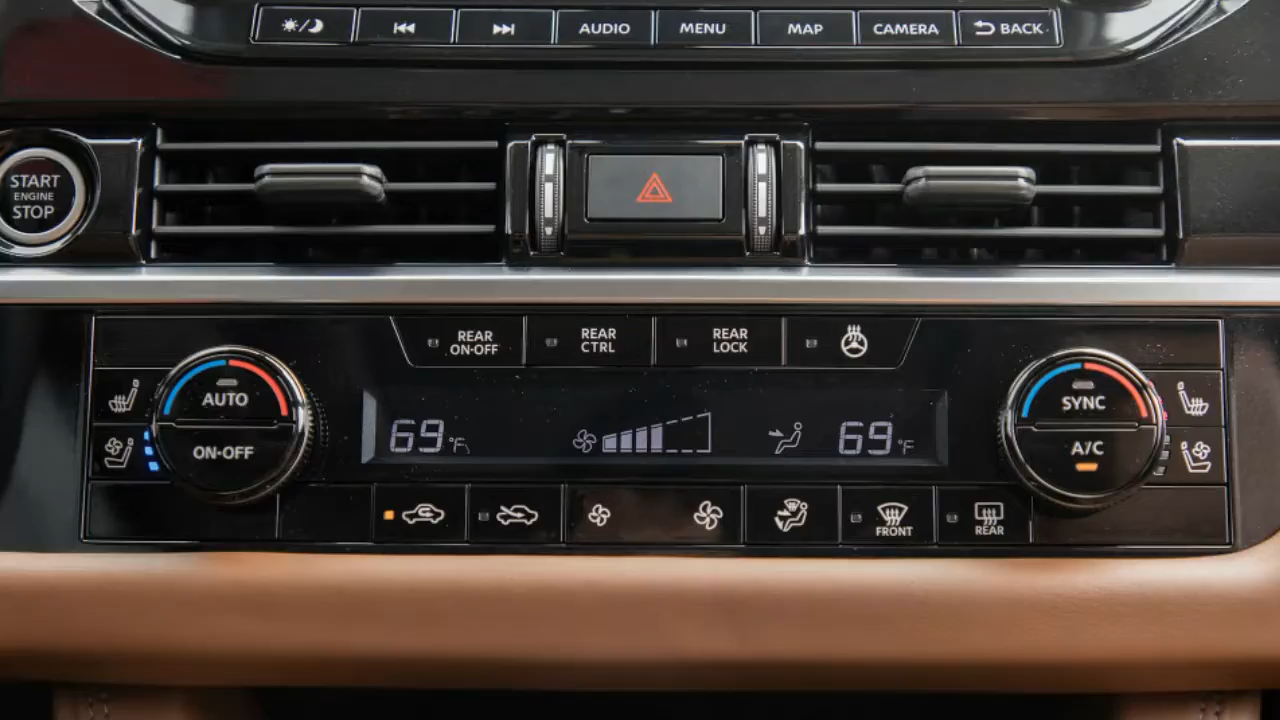 AUDIO
MENU
MAP
CAMERA
BACK
START
ENGINE
STOP
REAR
ON·OFF
REAR
CTRL
REAR
LOCK
AUTO
ON·OFF
69°F
69°F
SYNC
A/C
FRONT
REAR